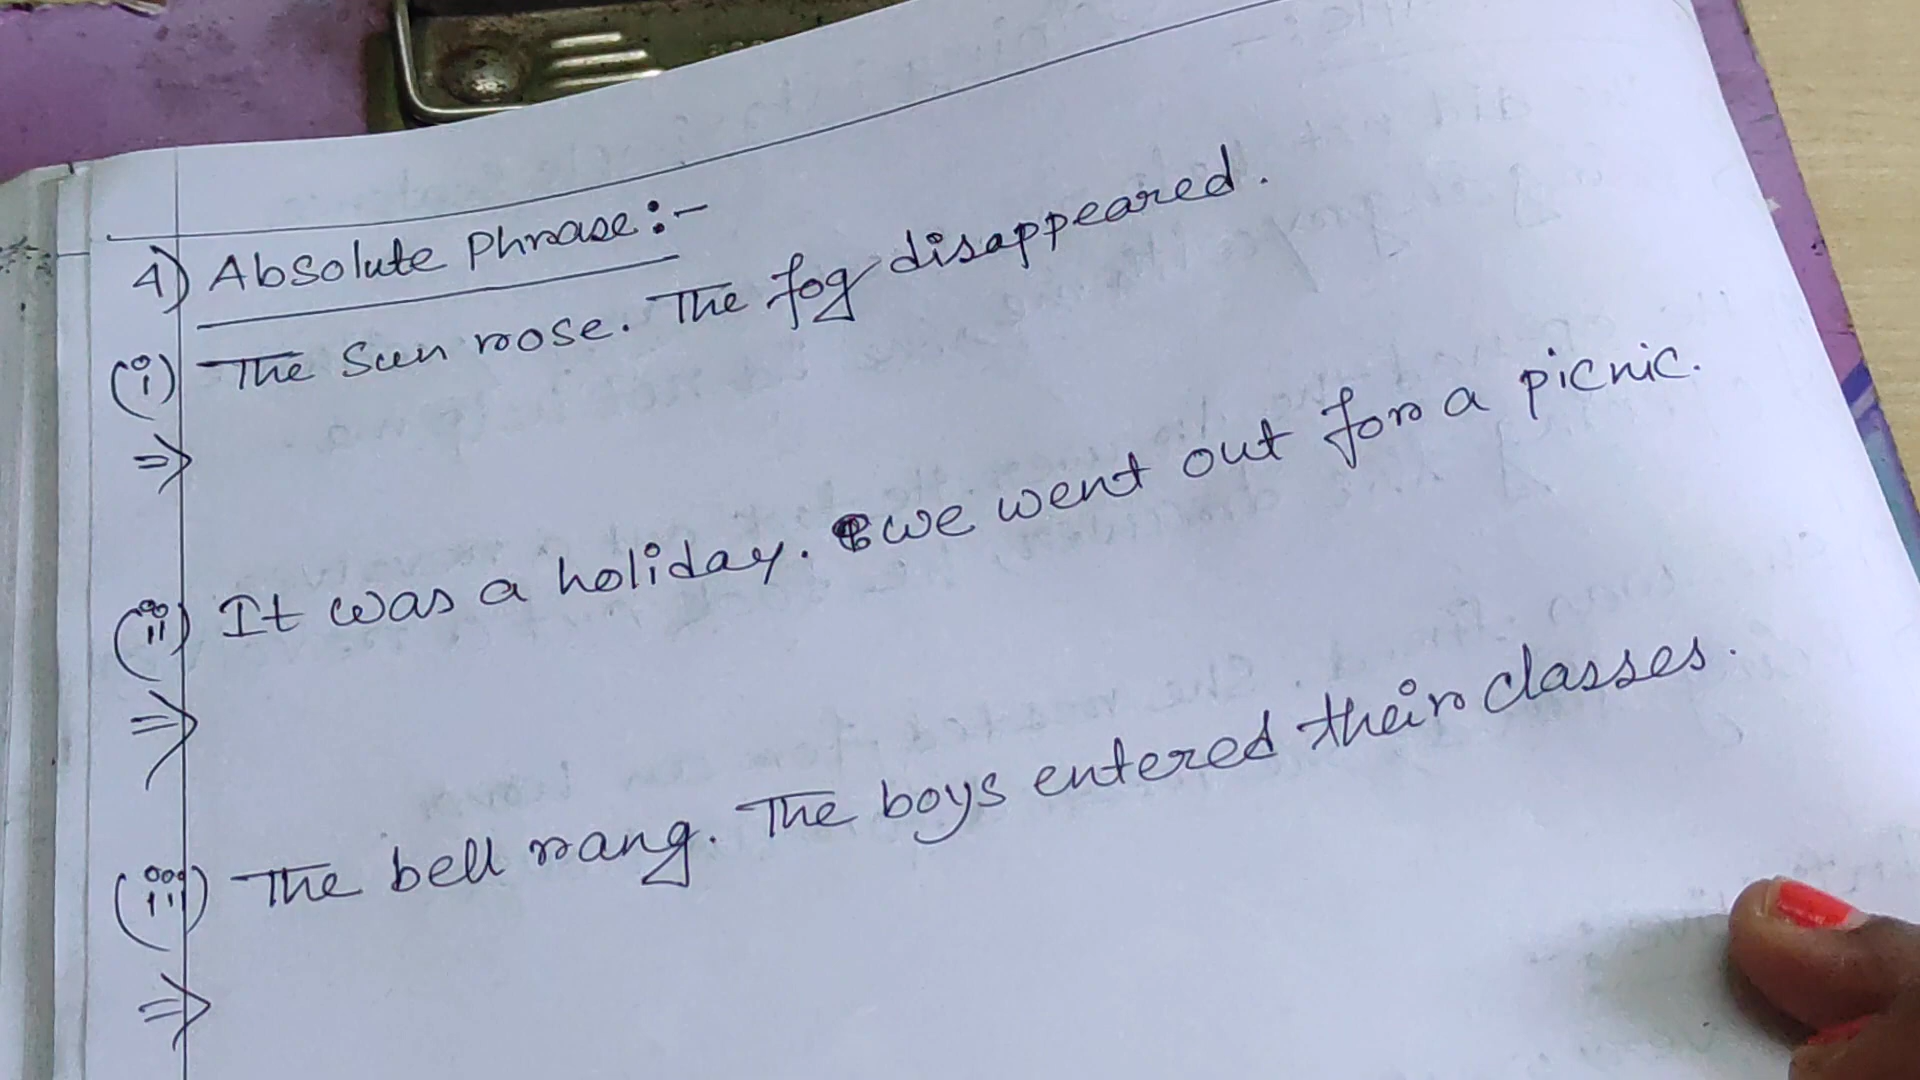 4) Absolute Phrase:-
(i) The Sun rose. The fog disappeared.
⇒
(ii) It was a holiday. we went out for a picnic.
⇒
(iii) The bell rang. The boys entered their classes.
⇒